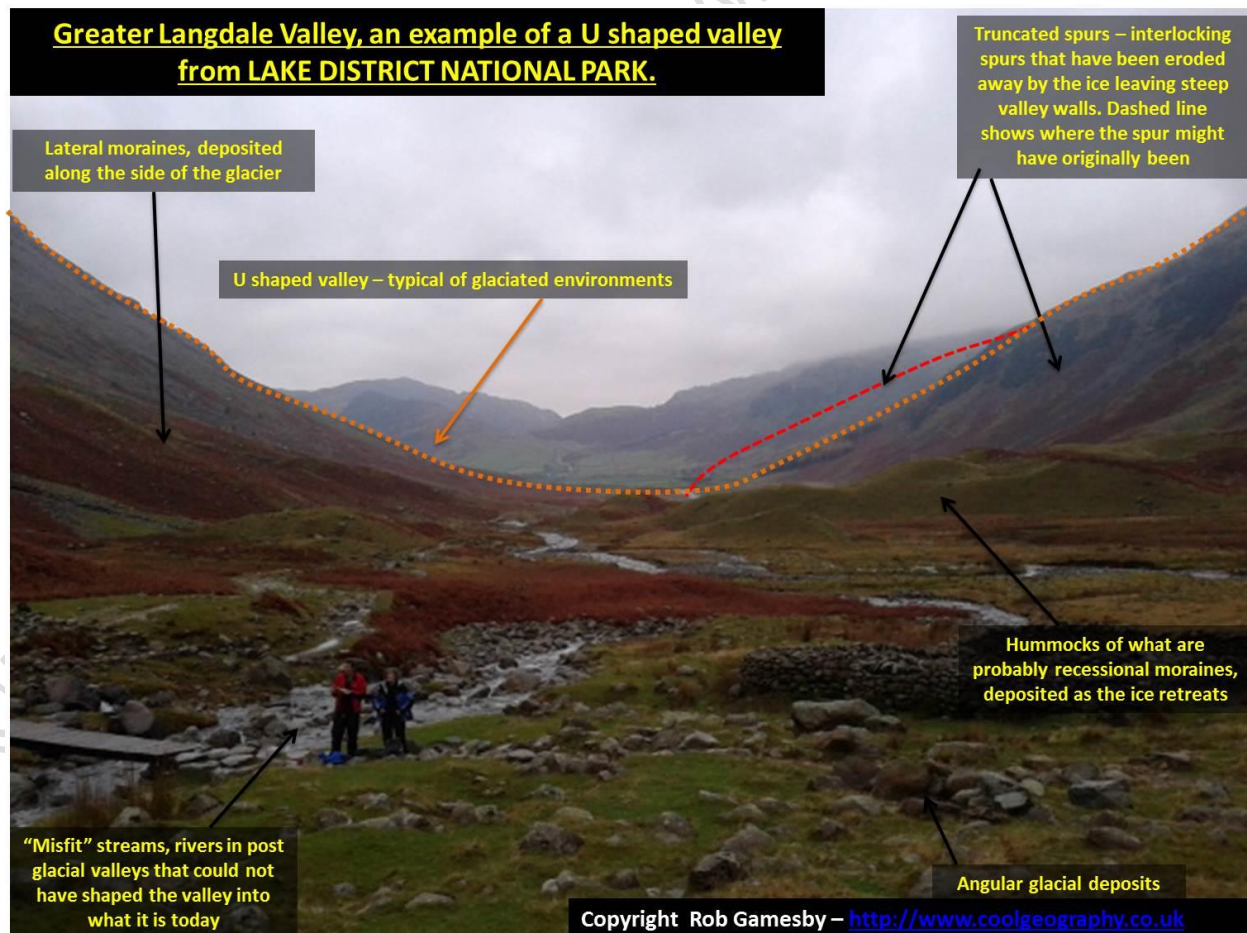 Greater Langdale Valley, an example of a U shaped valley
from LAKE DISTRICT NATIONAL PARK.
Truncated spurs – interlocking
spurs that have been eroded
away by the ice leaving steep
valley walls. Dashed line
shows where the spur might
have originally been
Lateral moraines, deposited
along the side of the glacier
U shaped valley – typical of glaciated environments
Hummocks of what are
probably recessional moraines,
deposited as the ice retreats
"Misfit" streams, rivers in post
glacial valleys that could not
have shaped the valley into
what it is today
Angular glacial deposits
Copyright  Rob Gamesby – http://www.coolgeography.co.uk